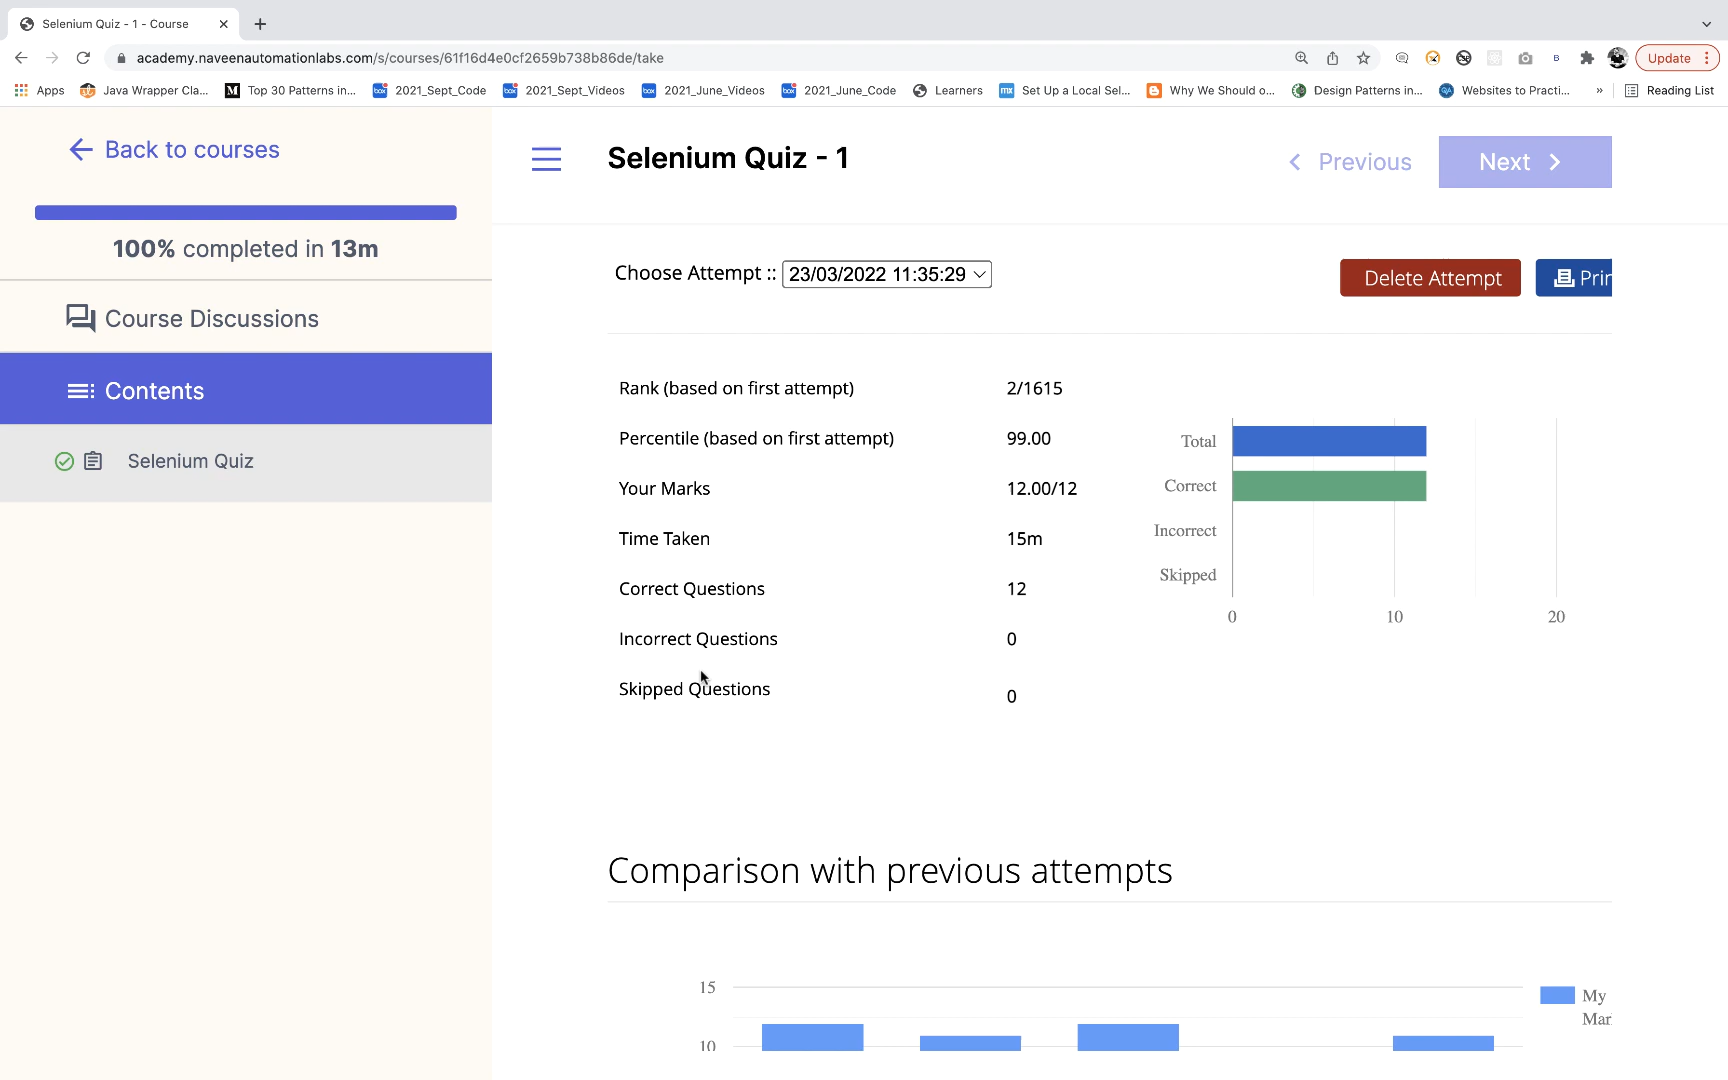 Selenium Quiz - 1 - Course
academy.naveenautomationlabs.com/s/courses/61f16d4e0cf2659b738b86de/take
Update
Apps Java Wrapper Cla... Top 30 Patterns in... 2021_Sept_Code 2021_Sept_Videos 2021_June_Videos 2021_June_Code Learners Set Up a Local Sel... Why We Should o... Design Patterns in... Websites to Practi... » Reading List
Back to courses
100% completed in 13m
Course Discussions
Contents
Selenium Quiz
Selenium Quiz - 1
Previous
Next
Choose Attempt :: 23/03/2022 11:35:29
Delete Attempt
Prin
Rank (based on first attempt) 2/1615
Percentile (based on first attempt) 99.00
Your Marks 12.00/12
Time Taken 15m
Correct Questions 12
Incorrect Questions 0
Skipped Questions 0
Total
Correct
Incorrect
Skipped
0 10 20
Comparison with previous attempts
15
10
My
Mar